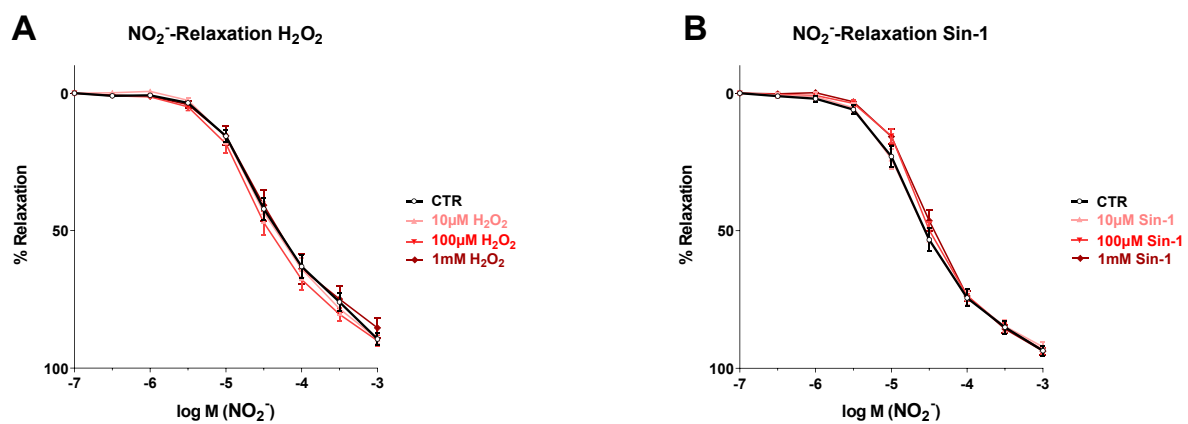 A
NO₂⁻-Relaxation H₂O₂
0
50
100
% Relaxation
-7
-6
-5
-4
-3
log M (NO₂⁻)
CTR
10µM H₂O₂
100µM H₂O₂
1mM H₂O₂
B
NO₂⁻-Relaxation Sin-1
0
50
100
% Relaxation
-7
-6
-5
-4
-3
log M (NO₂⁻)
CTR
10µM Sin-1
100µM Sin-1
1mM Sin-1